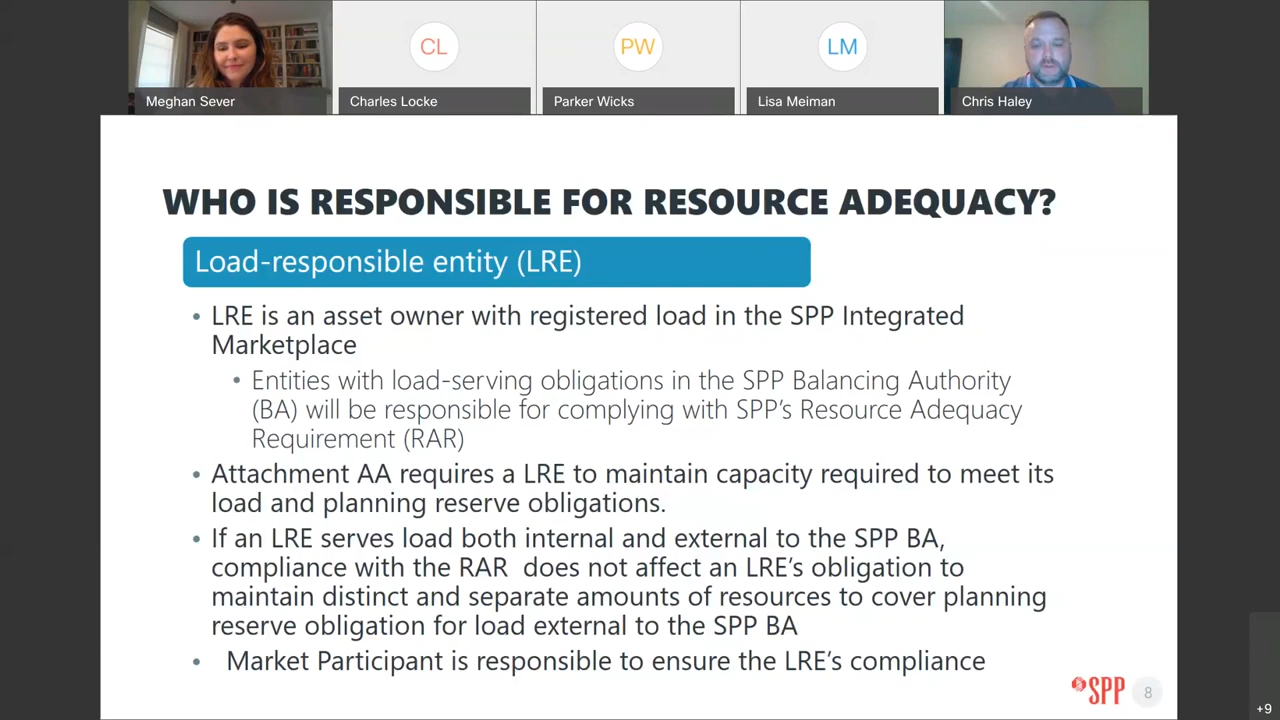 CL
PW
LM
Meghan Sever
Charles Locke
Parker Wicks
Lisa Meiman
Chris Haley
WHO IS RESPONSIBLE FOR RESOURCE ADEQUACY?
Load-responsible entity (LRE)
• LRE is an asset owner with registered load in the SPP Integrated
Marketplace
• Entities with load-serving obligations in the SPP Balancing Authority
(BA) will be responsible for complying with SPP's Resource Adequacy
Requirement (RAR)
• Attachment AA requires a LRE to maintain capacity required to meet its
load and planning reserve obligations.
• If an LRE serves load both internal and external to the SPP BA,
compliance with the RAR does not affect an LRE's obligation to
maintain distinct and separate amounts of resources to cover planning
reserve obligation for load external to the SPP BA
• Market Participant is responsible to ensure the LRE's compliance
SPP
8
+9